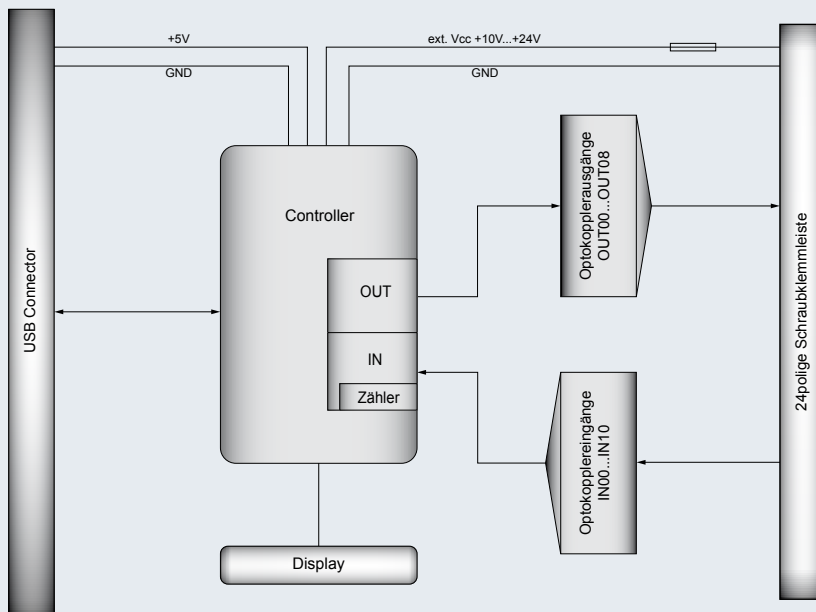 +5V
GND
ext. Vcc +10V...+24V
GND
USB Connector
Controller
OUT
IN
Zähler
Display
Optokopplerausgänge
OUT00...OUT08
Optokopplereingänge
IN00...IN10
24polige Schraubklemmleiste